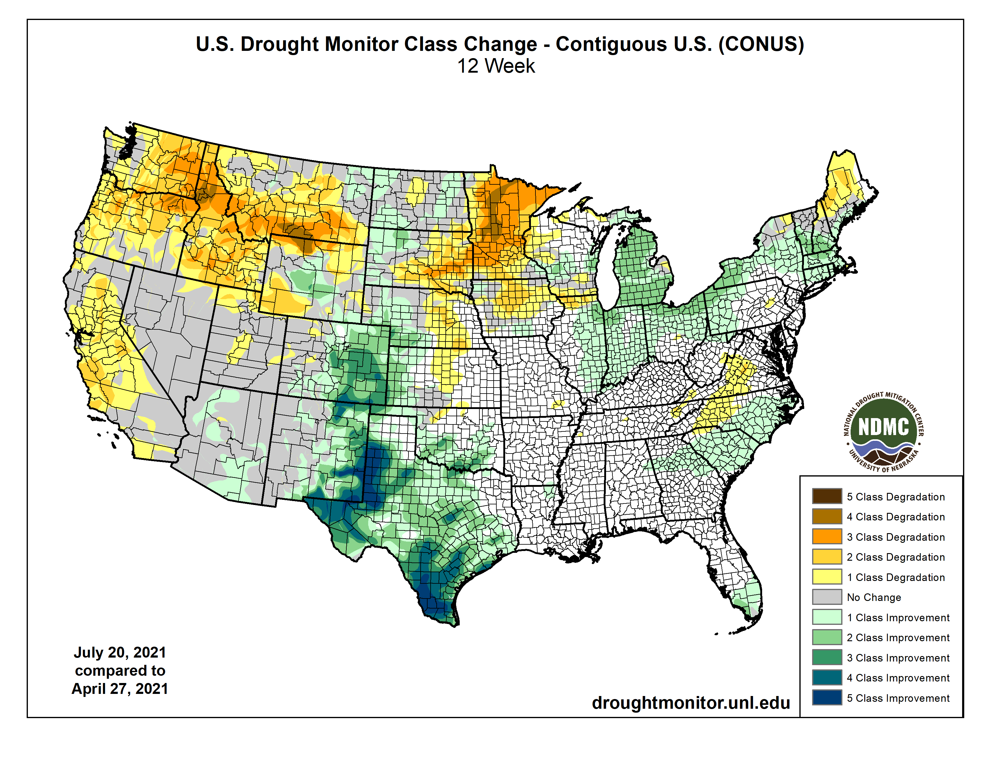 U.S. Drought Monitor Class Change - Contiguous U.S. (CONUS)
12 Week
NATIONAL DROUGHT MITIGATION CENTER
NDMC
UNIVERSITY OF NEBRASKA
5 Class Degradation
4 Class Degradation
3 Class Degradation
2 Class Degradation
1 Class Degradation
No Change
1 Class Improvement
2 Class Improvement
3 Class Improvement
4 Class Improvement
5 Class Improvement
July 20, 2021
compared to
April 27, 2021
droughtmonitor.unl.edu